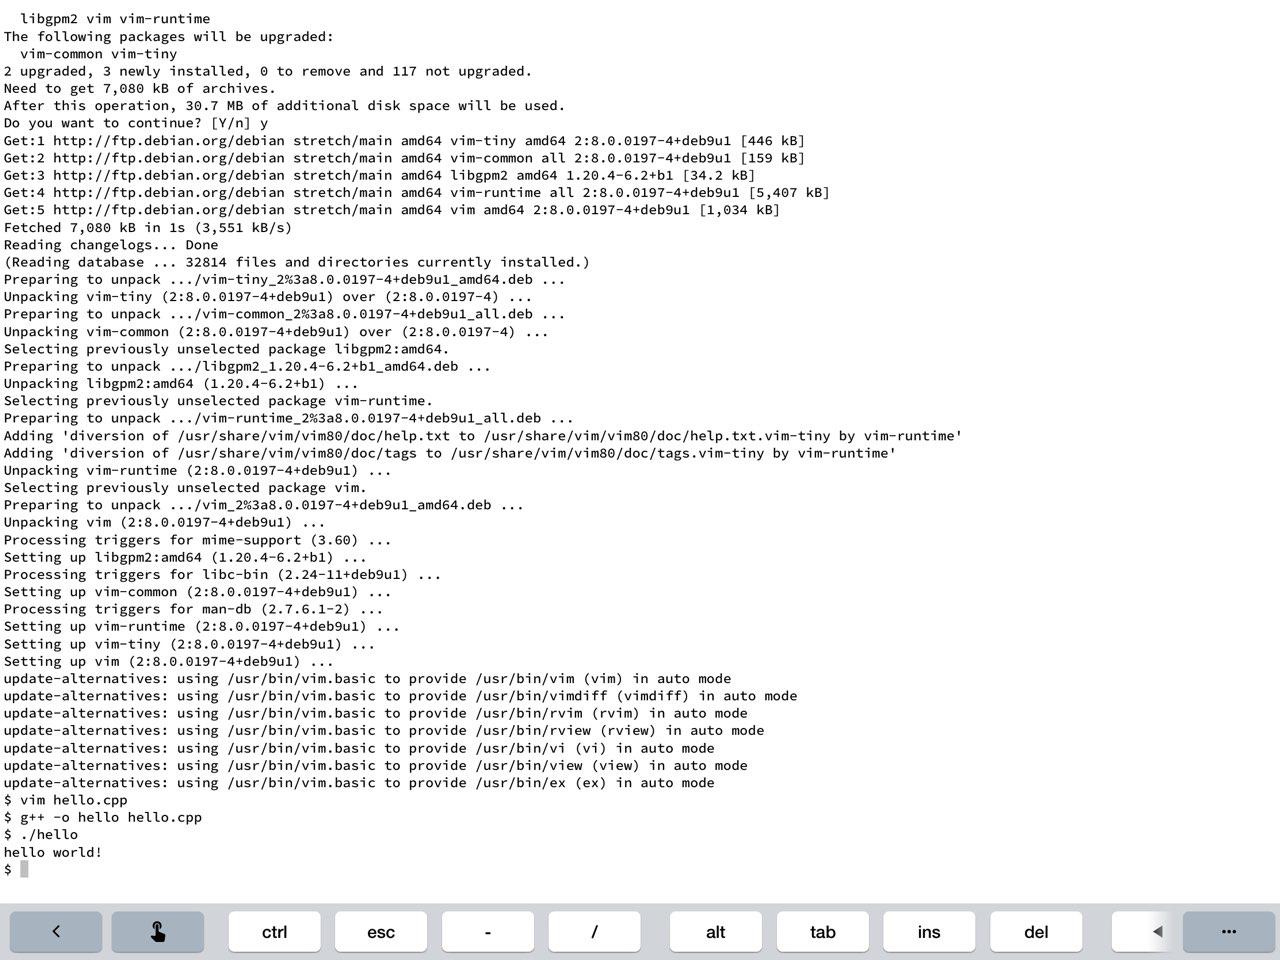 libgpm2 vim vim-runtime
The following packages will be upgraded:
vim-common vim-tiny
2 upgraded, 3 newly installed, 0 to remove and 117 not upgraded.
Need to get 7,080 kB of archives.
After this operation, 30.7 MB of additional disk space will be used.
Do you want to continue? [Y/n] y
Get:1 http://ftp.debian.org/debian stretch/main amd64 vim-tiny amd64 2:8.0.0197-4+deb9u1 [446 kB]
Get:2 http://ftp.debian.org/debian stretch/main amd64 vim-common all 2:8.0.0197-4+deb9u1 [159 kB]
Get:3 http://ftp.debian.org/debian stretch/main amd64 libgpm2 amd64 1.20.4-6.2+b1 [34.2 kB]
Get:4 http://ftp.debian.org/debian stretch/main amd64 vim-runtime all 2:8.0.0197-4+deb9u1 [5,407 kB]
Get:5 http://ftp.debian.org/debian stretch/main amd64 vim amd64 2:8.0.0197-4+deb9u1 [1,034 kB]
Fetched 7,080 kB in 1s (3,551 kB/s)
Reading changelogs... Done
(Reading database ... 32814 files and directories currently installed.)
Preparing to unpack .../vim-tiny_2%3a8.0.0197-4+deb9u1_amd64.deb ...
Unpacking vim-tiny (2:8.0.0197-4+deb9u1) over (2:8.0.0197-4) ...
Preparing to unpack .../vim-common_2%3a8.0.0197-4+deb9u1_all.deb ...
Unpacking vim-common (2:8.0.0197-4+deb9u1) over (2:8.0.0197-4) ...
Selecting previously unselected package libgpm2:amd64.
Preparing to unpack .../libgpm2_1.20.4-6.2+b1_amd64.deb ...
Unpacking libgpm2:amd64 (1.20.4-6.2+b1) ...
Selecting previously unselected package vim-runtime.
Preparing to unpack .../vim-runtime_2%3a8.0.0197-4+deb9u1_all.deb ...
Adding 'diversion of /usr/share/vim/vim80/doc/help.txt to /usr/share/vim/vim80/doc/help.txt.vim-tiny by vim-runtime'
Adding 'diversion of /usr/share/vim/vim80/doc/tags to /usr/share/vim/vim80/doc/tags.vim-tiny by vim-runtime'
Unpacking vim-runtime (2:8.0.0197-4+deb9u1) ...
Selecting previously unselected package vim.
Preparing to unpack .../vim_2%3a8.0.0197-4+deb9u1_amd64.deb ...
Unpacking vim (2:8.0.0197-4+deb9u1) ...
Processing triggers for mime-support (3.60) ...
Setting up libgpm2:amd64 (1.20.4-6.2+b1) ...
Processing triggers for libc-bin (2.24-11+deb9u1) ...
Setting up vim-common (2:8.0.0197-4+deb9u1) ...
Processing triggers for man-db (2.7.6.1-2) ...
Setting up vim-runtime (2:8.0.0197-4+deb9u1) ...
Setting up vim-tiny (2:8.0.0197-4+deb9u1) ...
Setting up vim (2:8.0.0197-4+deb9u1) ...
update-alternatives: using /usr/bin/vim.basic to provide /usr/bin/vim (vim) in auto mode
update-alternatives: using /usr/bin/vim.basic to provide /usr/bin/vimdiff (vimdiff) in auto mode
update-alternatives: using /usr/bin/vim.basic to provide /usr/bin/rvim (rvim) in auto mode
update-alternatives: using /usr/bin/vim.basic to provide /usr/bin/rview (rview) in auto mode
update-alternatives: using /usr/bin/vim.basic to provide /usr/bin/vi (vi) in auto mode
update-alternatives: using /usr/bin/vim.basic to provide /usr/bin/view (view) in auto mode
update-alternatives: using /usr/bin/vim.basic to provide /usr/bin/ex (ex) in auto mode
$ vim hello.cpp
$ g++ -o hello hello.cpp
$ ./hello
hello world!
$
ctrl esc - / alt tab ins del ...